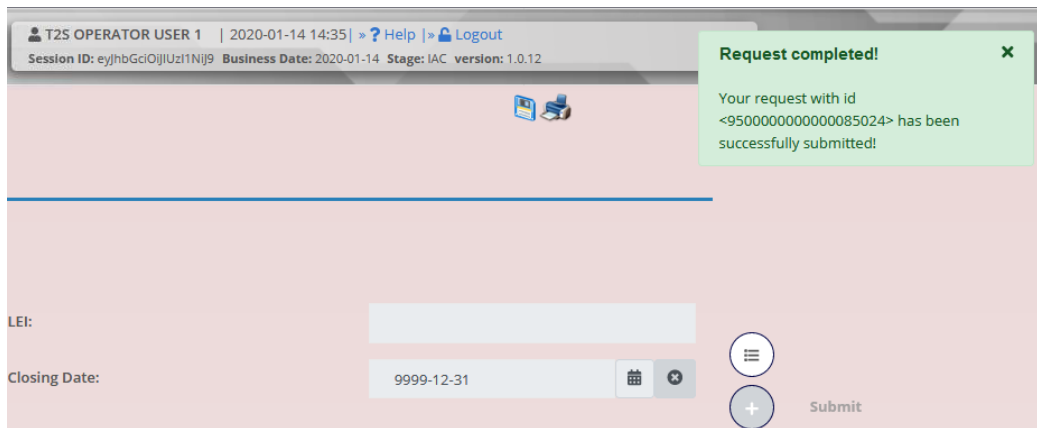 T2S OPERATOR USER 1 | 2020-01-14 14:35| » ? Help |» Logout
Session ID: eyJhbGciOiJIUzI1NiJ9 Business Date: 2020-01-14 Stage: IAC version: 1.0.12
Request completed!
Your request with id
<9500000000000085024> has been
successfully submitted!
LEI:
Closing Date:
9999-12-31
Submit